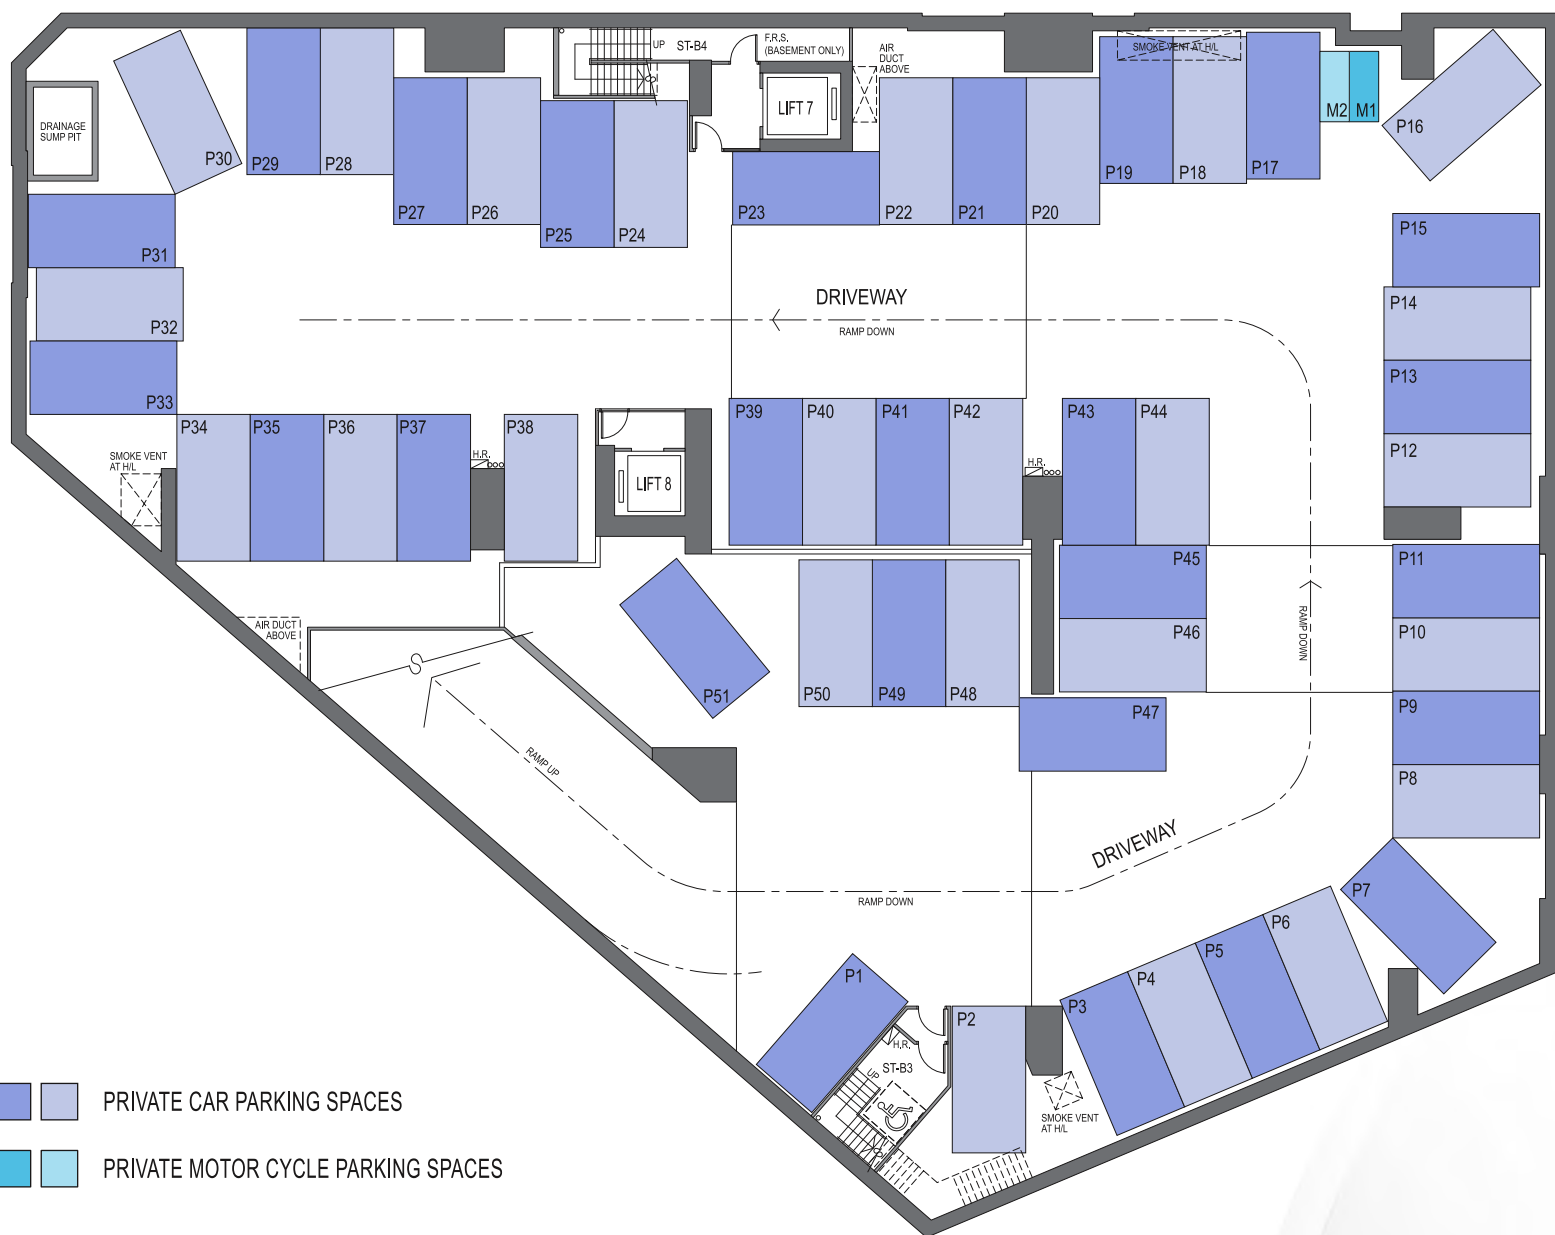 UP
ST-B4
F.R.S.
(BASEMENT ONLY)
AIR
DUCT
ABOVE
SMOKE VENT AT H/L
LIFT 7
M2
M1
P16
DRAINAGE
SUMP PIT
P30
P29
P28
P27
P26
P25
P24
P23
P22
P21
P20
P19
P18
P17
P31
P32
P33
P15
P14
P13
P12
DRIVEWAY
RAMP DOWN
P34
P35
P36
P37
P38
P39
P40
P41
P42
P43
P44
SMOKE VENT
AT H/L
H.R.
H.R.
LIFT 8
P45
P46
P11
P10
P9
P8
RAMP DOWN
AIR DUCT
ABOVE
S
P51
P50
P49
P48
P47
RAMP UP
DRIVEWAY
RAMP DOWN
P7
P6
P5
P4
P3
P1
P2
H.R.
ST-B3
UP
SMOKE VENT
AT H/L
PRIVATE CAR PARKING SPACES
PRIVATE MOTOR CYCLE PARKING SPACES